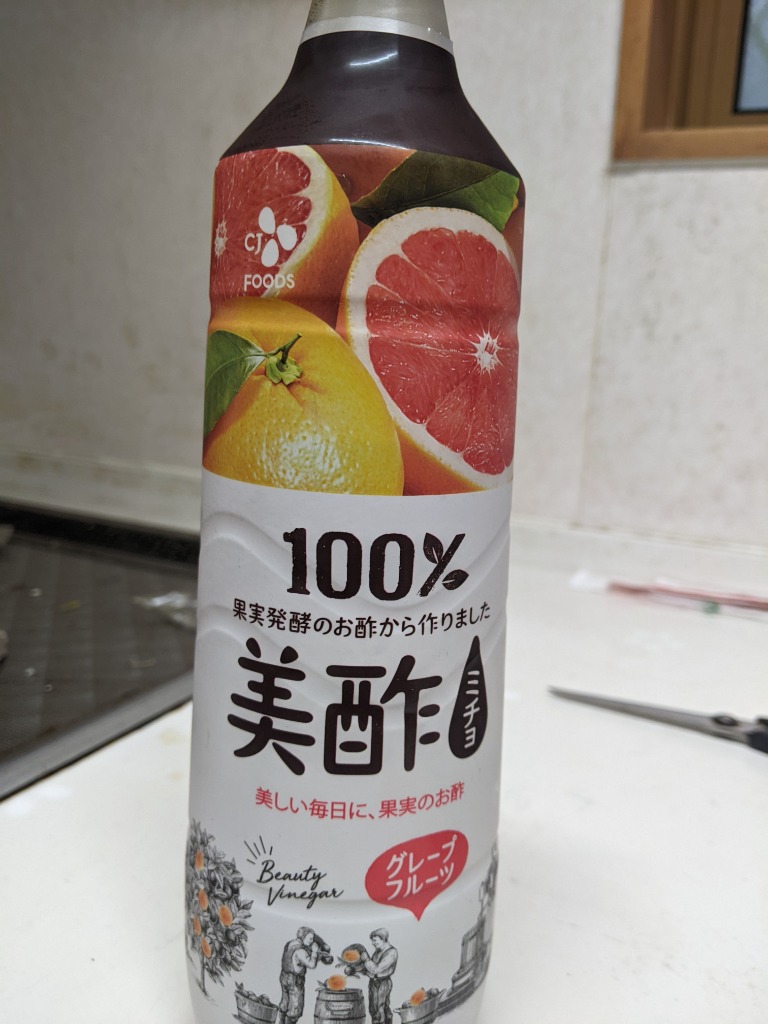 CJ
FOODS
100%
果実発酵のお酢から作りました
美酢
ミチョ
美しい毎日に、果実のお酢
Beauty
Vinegar
グレープ
フルーツ